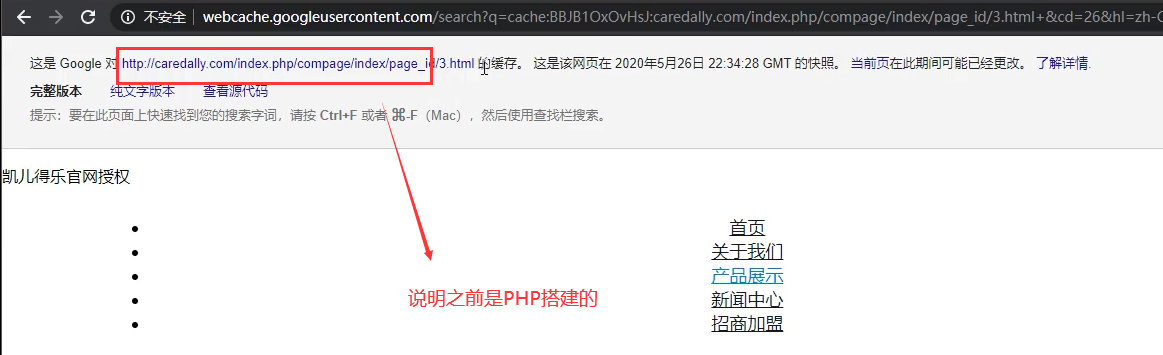 不安全 webcache.googleusercontent.com/search?q=cache:BBJB1OxOvHsJ:caredally.com/index.php/compage/index/page_id/3.html+&cd=26&hl=zh-C
这是 Google 对 http://caredally.com/index.php/compage/index/page_id/3.html 的缓存。 这是该网页在 2020年5月26日 22:34:28 GMT 的快照。 当前页在此期间可能已经更改。 了解详情.
完整版本 纯文字版本 查看源代码
提示：要在此页面上快速找到您的搜索字词，请按 Ctrl+F 或者 ⌘-F（Mac），然后使用查找栏搜索。
凯儿得乐官网授权
• 首页
• 关于我们
• 产品展示
• 新闻中心
• 招商加盟
说明之前是PHP搭建的